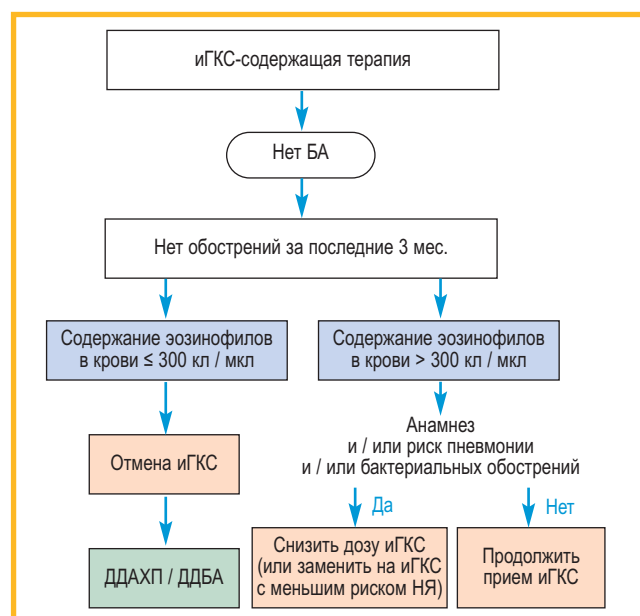 иГКС-содержащая терапия
Нет БА
Нет обострений за последние 3 мес.
Содержание эозинофилов
в крови ≤ 300 кл / мкл
Содержание эозинофилов
в крови > 300 кл / мкл
Анамнез
и / или риск пневмонии
и / или бактериальных обострений
Отмена иГКС
Да
Нет
ДДАХП / ДДБА
Снизить дозу иГКС
(или заменить на иГКС
с меньшим риском НЯ)
Продолжить
прием иГКС